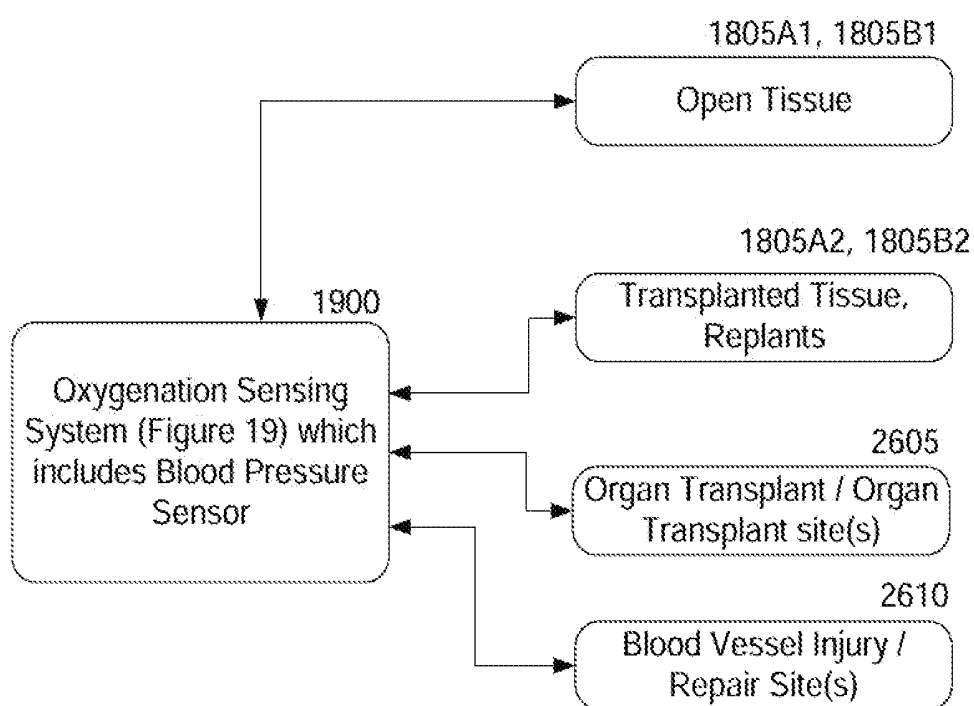 1805A1, 1805B1
Open Tissue
1805A2, 1805B2
Transplanted Tissue,
Replants
1900
Oxygenation Sensing
System (Figure 19) which
includes Blood Pressure
Sensor
2605
Organ Transplant / Organ
Transplant site(s)
2610
Blood Vessel Injury /
Repair Site(s)